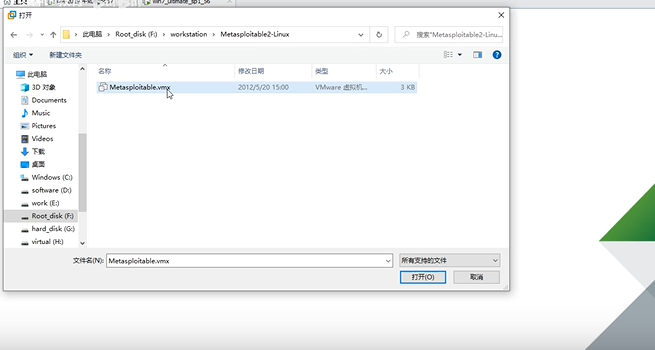 win7_ultimate_sp1_x6
打开
此电脑 › Root_disk (F:) › workstation › Metasploitable2-Linux
搜索"Metasploitable2-Linu...
组织 新建文件夹
名称 修改日期 类型 大小
Metasploitable.vmx 2012/5/20 15:00 VMware 虚拟机... 3 KB
此电脑
3D 对象
Documents
Music
Pictures
Videos
下载
桌面
Windows (C:)
software (D:)
work (E:)
Root_disk (F:)
hard_disk (G:)
virtual (H:)
文件名(N): Metasploitable.vmx 所有支持的文件
打开(O) 取消